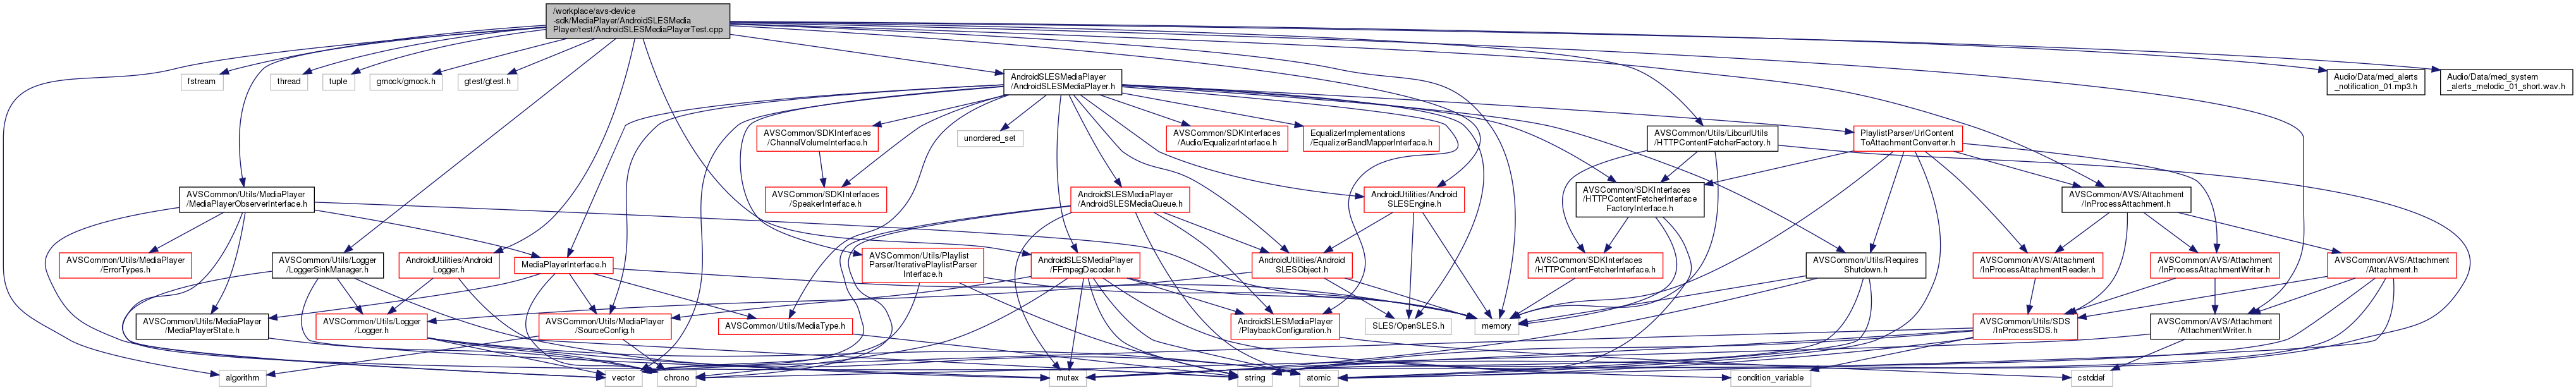 /workplace/avs-device
-sdk/MediaPlayer/AndroidSLESMedia
Player/test/AndroidSLESMediaPlayerTest.cpp
fstream
thread
tuple
gmock/gmock.h
gtest/gtest.h
AndroidSLESMediaPlayer
/AndroidSLESMediaPlayer.h
Audio/Data/med_alerts
_notification_01.mp3.h
Audio/Data/med_system
_alerts_melodic_01_short.wav.h
AVSCommon/SDKInterfaces
/ChannelVolumeInterface.h
unordered_set
AVSCommon/SDKInterfaces
/Audio/EqualizerInterface.h
EqualizerImplementations
/EqualizerBandMapperInterface.h
AVSCommon/Utils/LibcurlUtils
/HTTPContentFetcherFactory.h
PlaylistParser/UrlContent
ToAttachmentConverter.h
AVSCommon/Utils/MediaPlayer
/MediaPlayerObserverInterface.h
AVSCommon/SDKInterfaces
/SpeakerInterface.h
AndroidSLESMediaPlayer
/AndroidSLESMediaQueue.h
AndroidUtilities/Android
SLESEngine.h
AVSCommon/SDKInterfaces
/HTTPContentFetcherInterface
FactoryInterface.h
AVSCommon/AVS/Attachment
/InProcessAttachment.h
AVSCommon/Utils/MediaPlayer
/ErrorTypes.h
AVSCommon/Utils/Logger
/LoggerSinkManager.h
AndroidUtilities/Android
Logger.h
MediaPlayerInterface.h
AVSCommon/Utils/Playlist
Parser/IterativePlaylistParser
Interface.h
AndroidSLESMediaPlayer
/FFmpegDecoder.h
AndroidUtilities/Android
SLESObject.h
AVSCommon/SDKInterfaces
/HTTPContentFetcherInterface.h
AVSCommon/Utils/Requires
Shutdown.h
AVSCommon/AVS/Attachment
/InProcessAttachmentReader.h
AVSCommon/AVS/Attachment
/InProcessAttachmentWriter.h
AVSCommon/AVS/Attachment
/Attachment.h
AVSCommon/Utils/MediaPlayer
/MediaPlayerState.h
AVSCommon/Utils/Logger
/Logger.h
AVSCommon/Utils/MediaPlayer
/SourceConfig.h
AVSCommon/Utils/MediaType.h
AndroidSLESMediaPlayer
/PlaybackConfiguration.h
SLES/OpenSLES.h
memory
AVSCommon/Utils/SDS
/InProcessSDS.h
AVSCommon/AVS/Attachment
/AttachmentWriter.h
algorithm
vector
chrono
mutex
string
atomic
condition_variable
cstddef